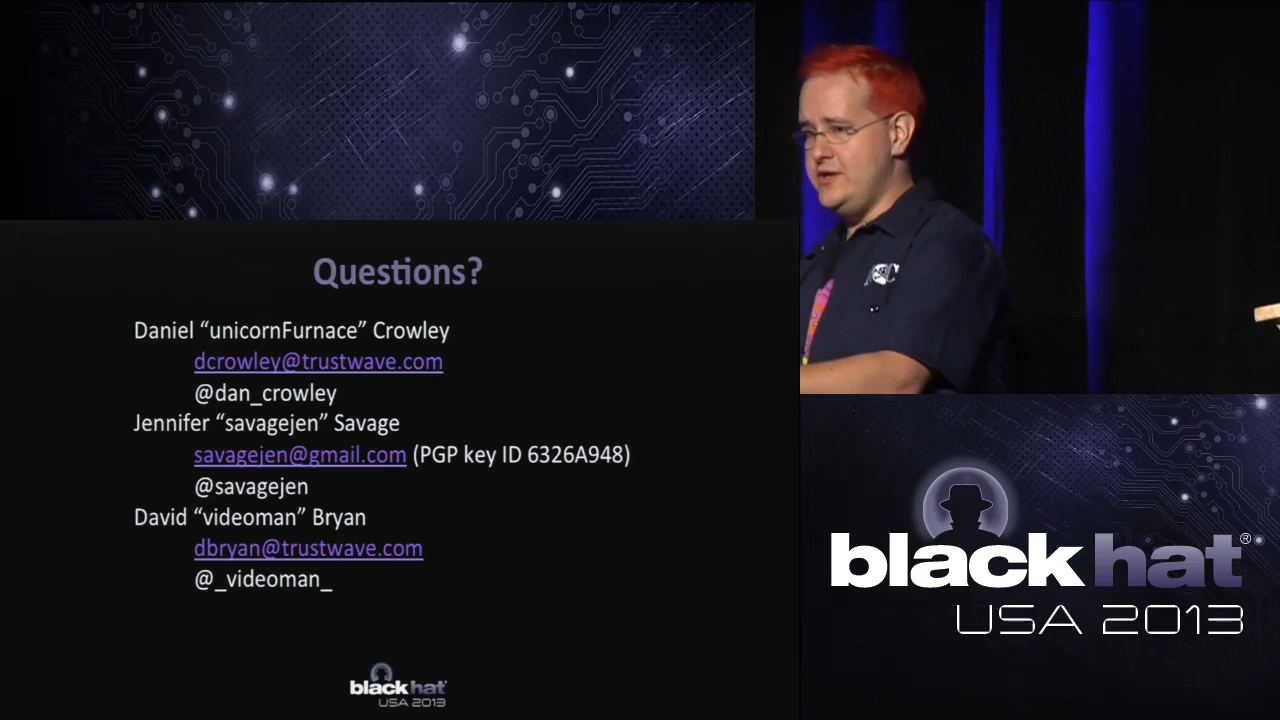 Questions?
Daniel “unicornFurnace” Crowley
dcrowley@trustwave.com
@dan_crowley
Jennifer “savagejen” Savage
savagejen@gmail.com (PGP key ID 6326A948)
@savagejen
David “videoman” Bryan
dbryan@trustwave.com
@_videoman_
black hat
USA 2013
black hat®
USA 2013